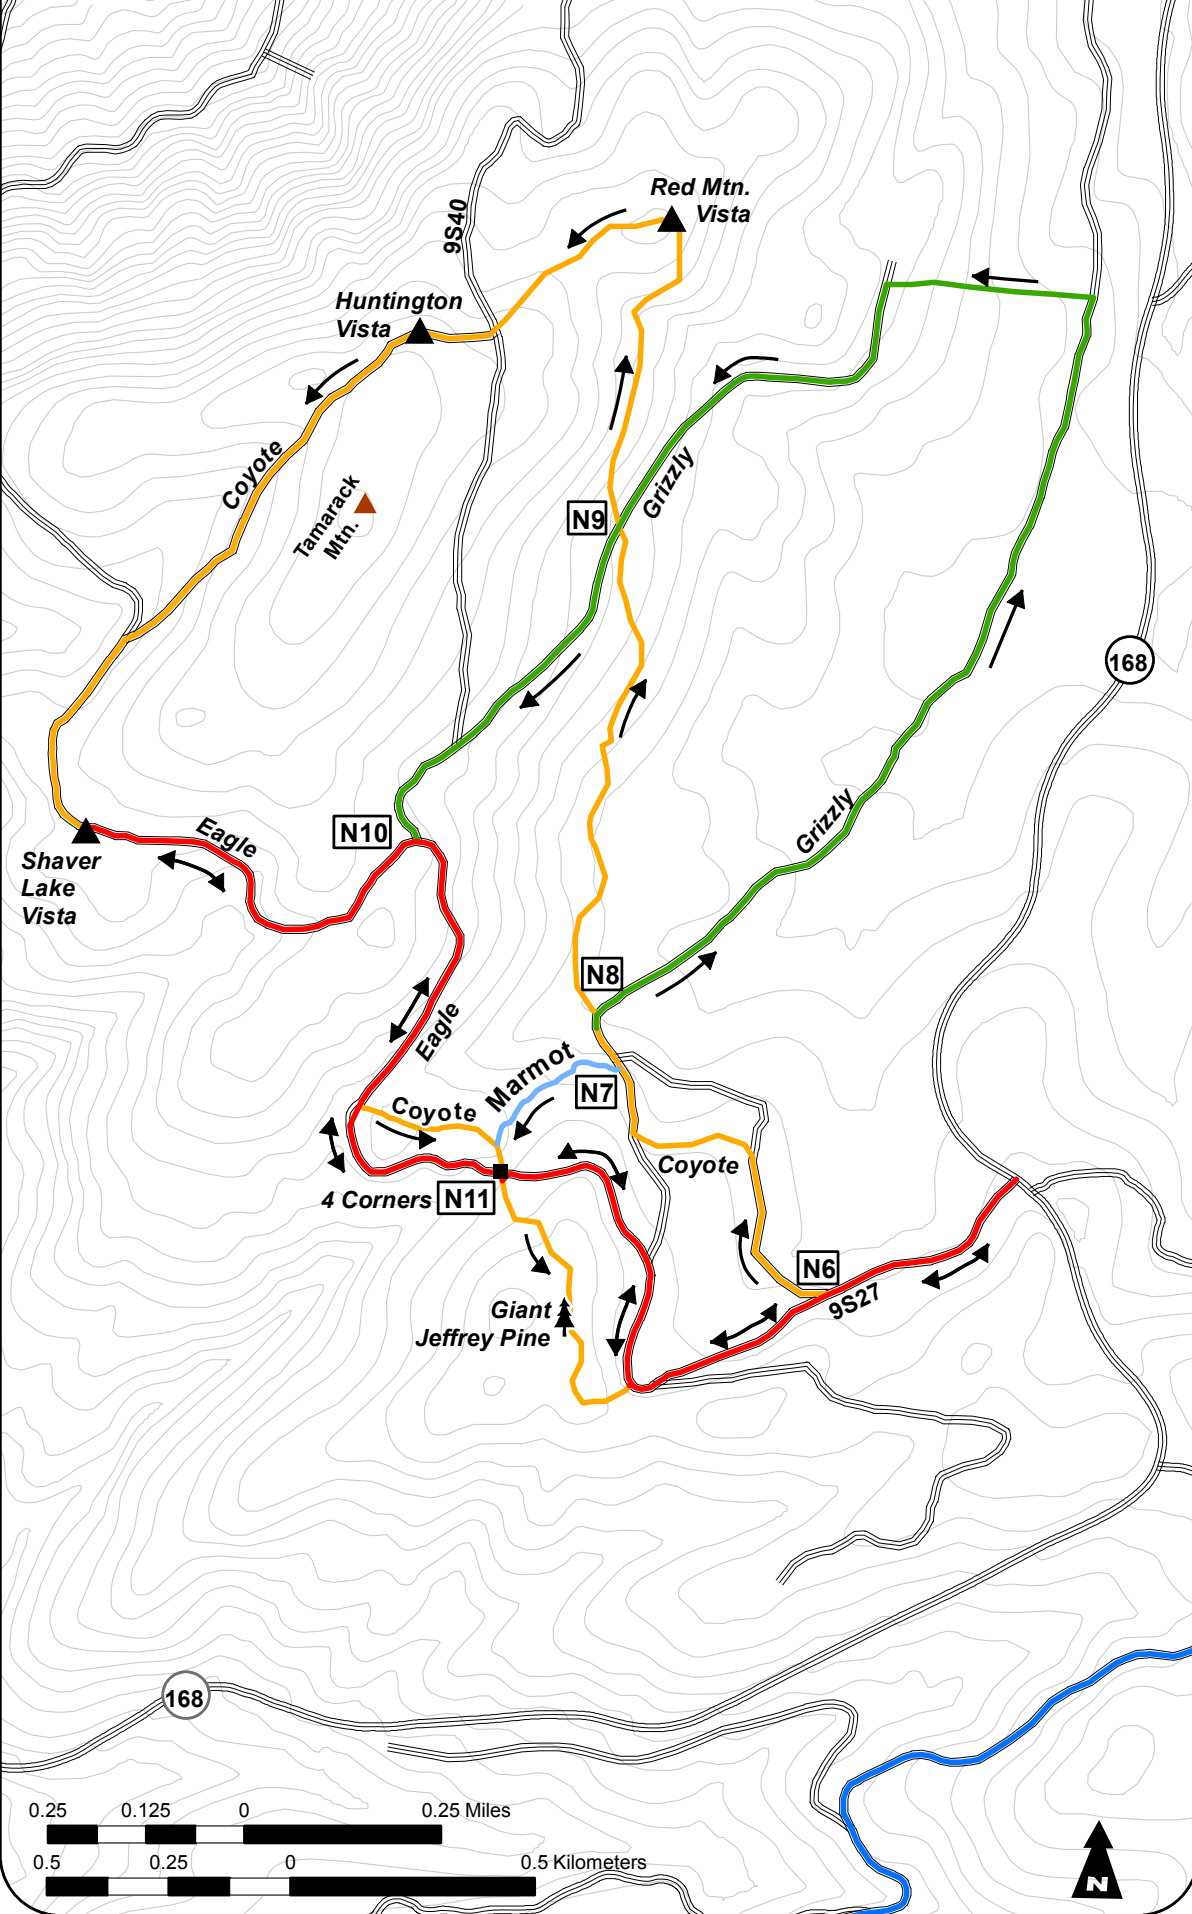 Red Mtn.
Vista
9S40
Huntington
Vista
Coyote
Tamarack
Mtn.
Grizzly
N9
168
Grizzly
N10
Eagle
Shaver
Lake
Vista
N8
Eagle
Marmot
N7
Coyote
Coyote
4 Corners
N11
N6
9S27
Giant
Jeffrey Pine
168
0.25 0.125 0 0.25 Miles
0.5 0.25 0 0.5 Kilometers
N